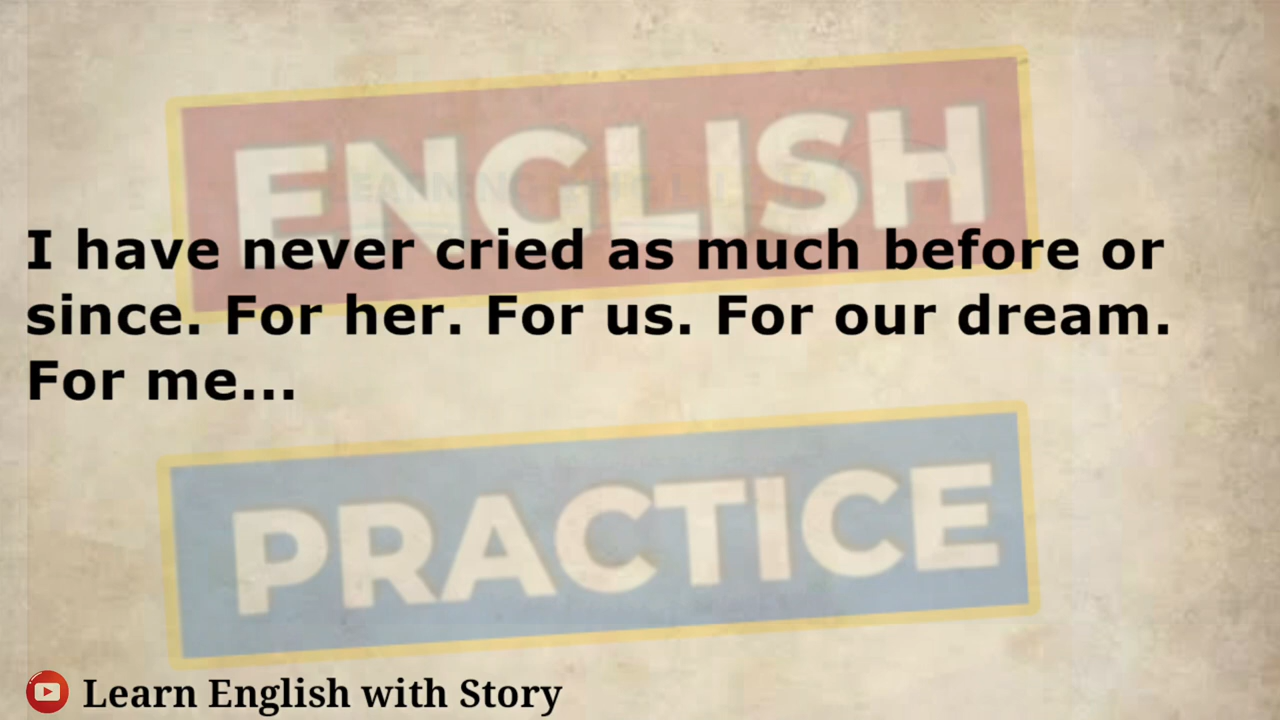 ENGLISH
I have never cried as much before or
since. For her. For us. For our dream.
For me...
PRACTICE
Learn English with Story